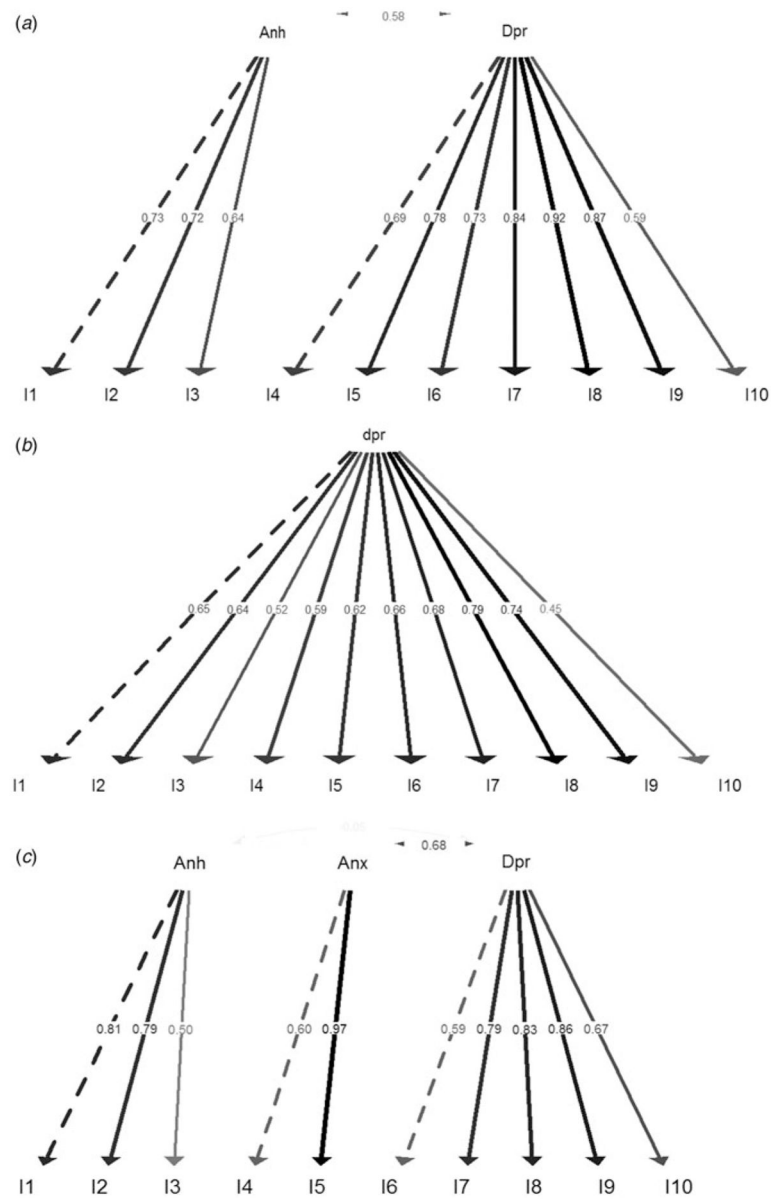 (a)
0.58
Anh Dpr
0.73 0.72 0.64 0.69 0.78 0.73 0.84 0.92 0.87 0.59
I1 I2 I3 I4 I5 I6 I7 I8 I9 I10
dpr
(b)
0.65 0.64 0.52 0.59 0.62 0.66 0.68 0.79 0.74 0.45
I1 I2 I3 I4 I5 I6 I7 I8 I9 I10
(c)
0.68
Anh Anx Dpr
0.81 0.79 0.50 0.60 0.97 0.59 0.79 0.83 0.86 0.67
I1 I2 I3 I4 I5 I6 I7 I8 I9 I10